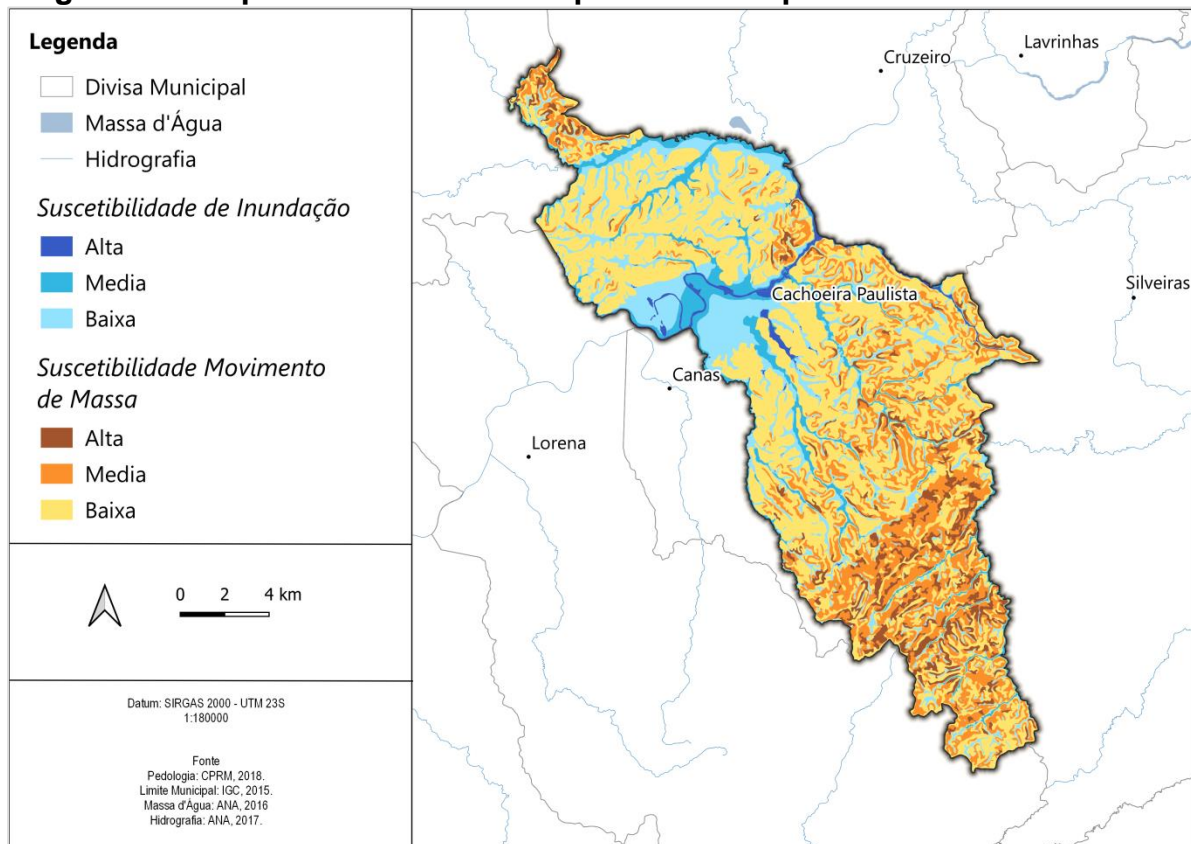 Legenda
Divisa Municipal
Massa d'Água
Hidrografia
Suscetibilidade de Inundação
Alta
Media
Baixa
Suscetibilidade Movimento
de Massa
Alta
Media
Baixa
0 2 4 km
Datum: SIRGAS 2000 - UTM 23S
1:180000
Fonte
Pedologia: CPRM, 2018.
Limite Municipal: IGC, 2015.
Massa d'Água: ANA, 2016
Hidrografia: ANA, 2017.
Lavrinhas
Cruzeiro
Silveiras
Cachoeira Paulista
Canas
Lorena